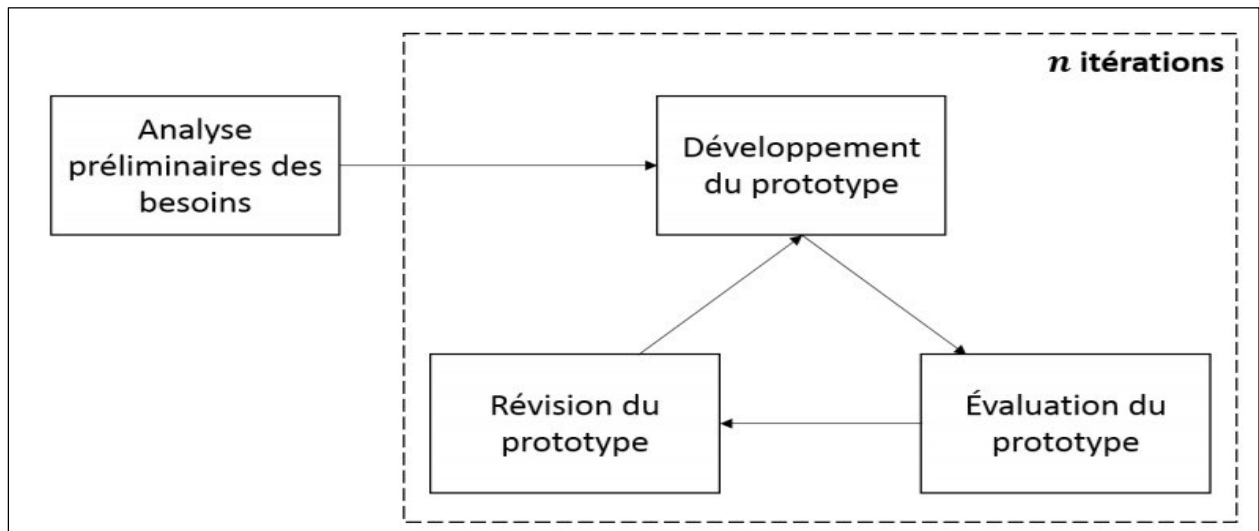 n itérations
Analyse
préliminaires des
besoins
Développement
du prototype
Révision du
prototype
Évaluation du
prototype